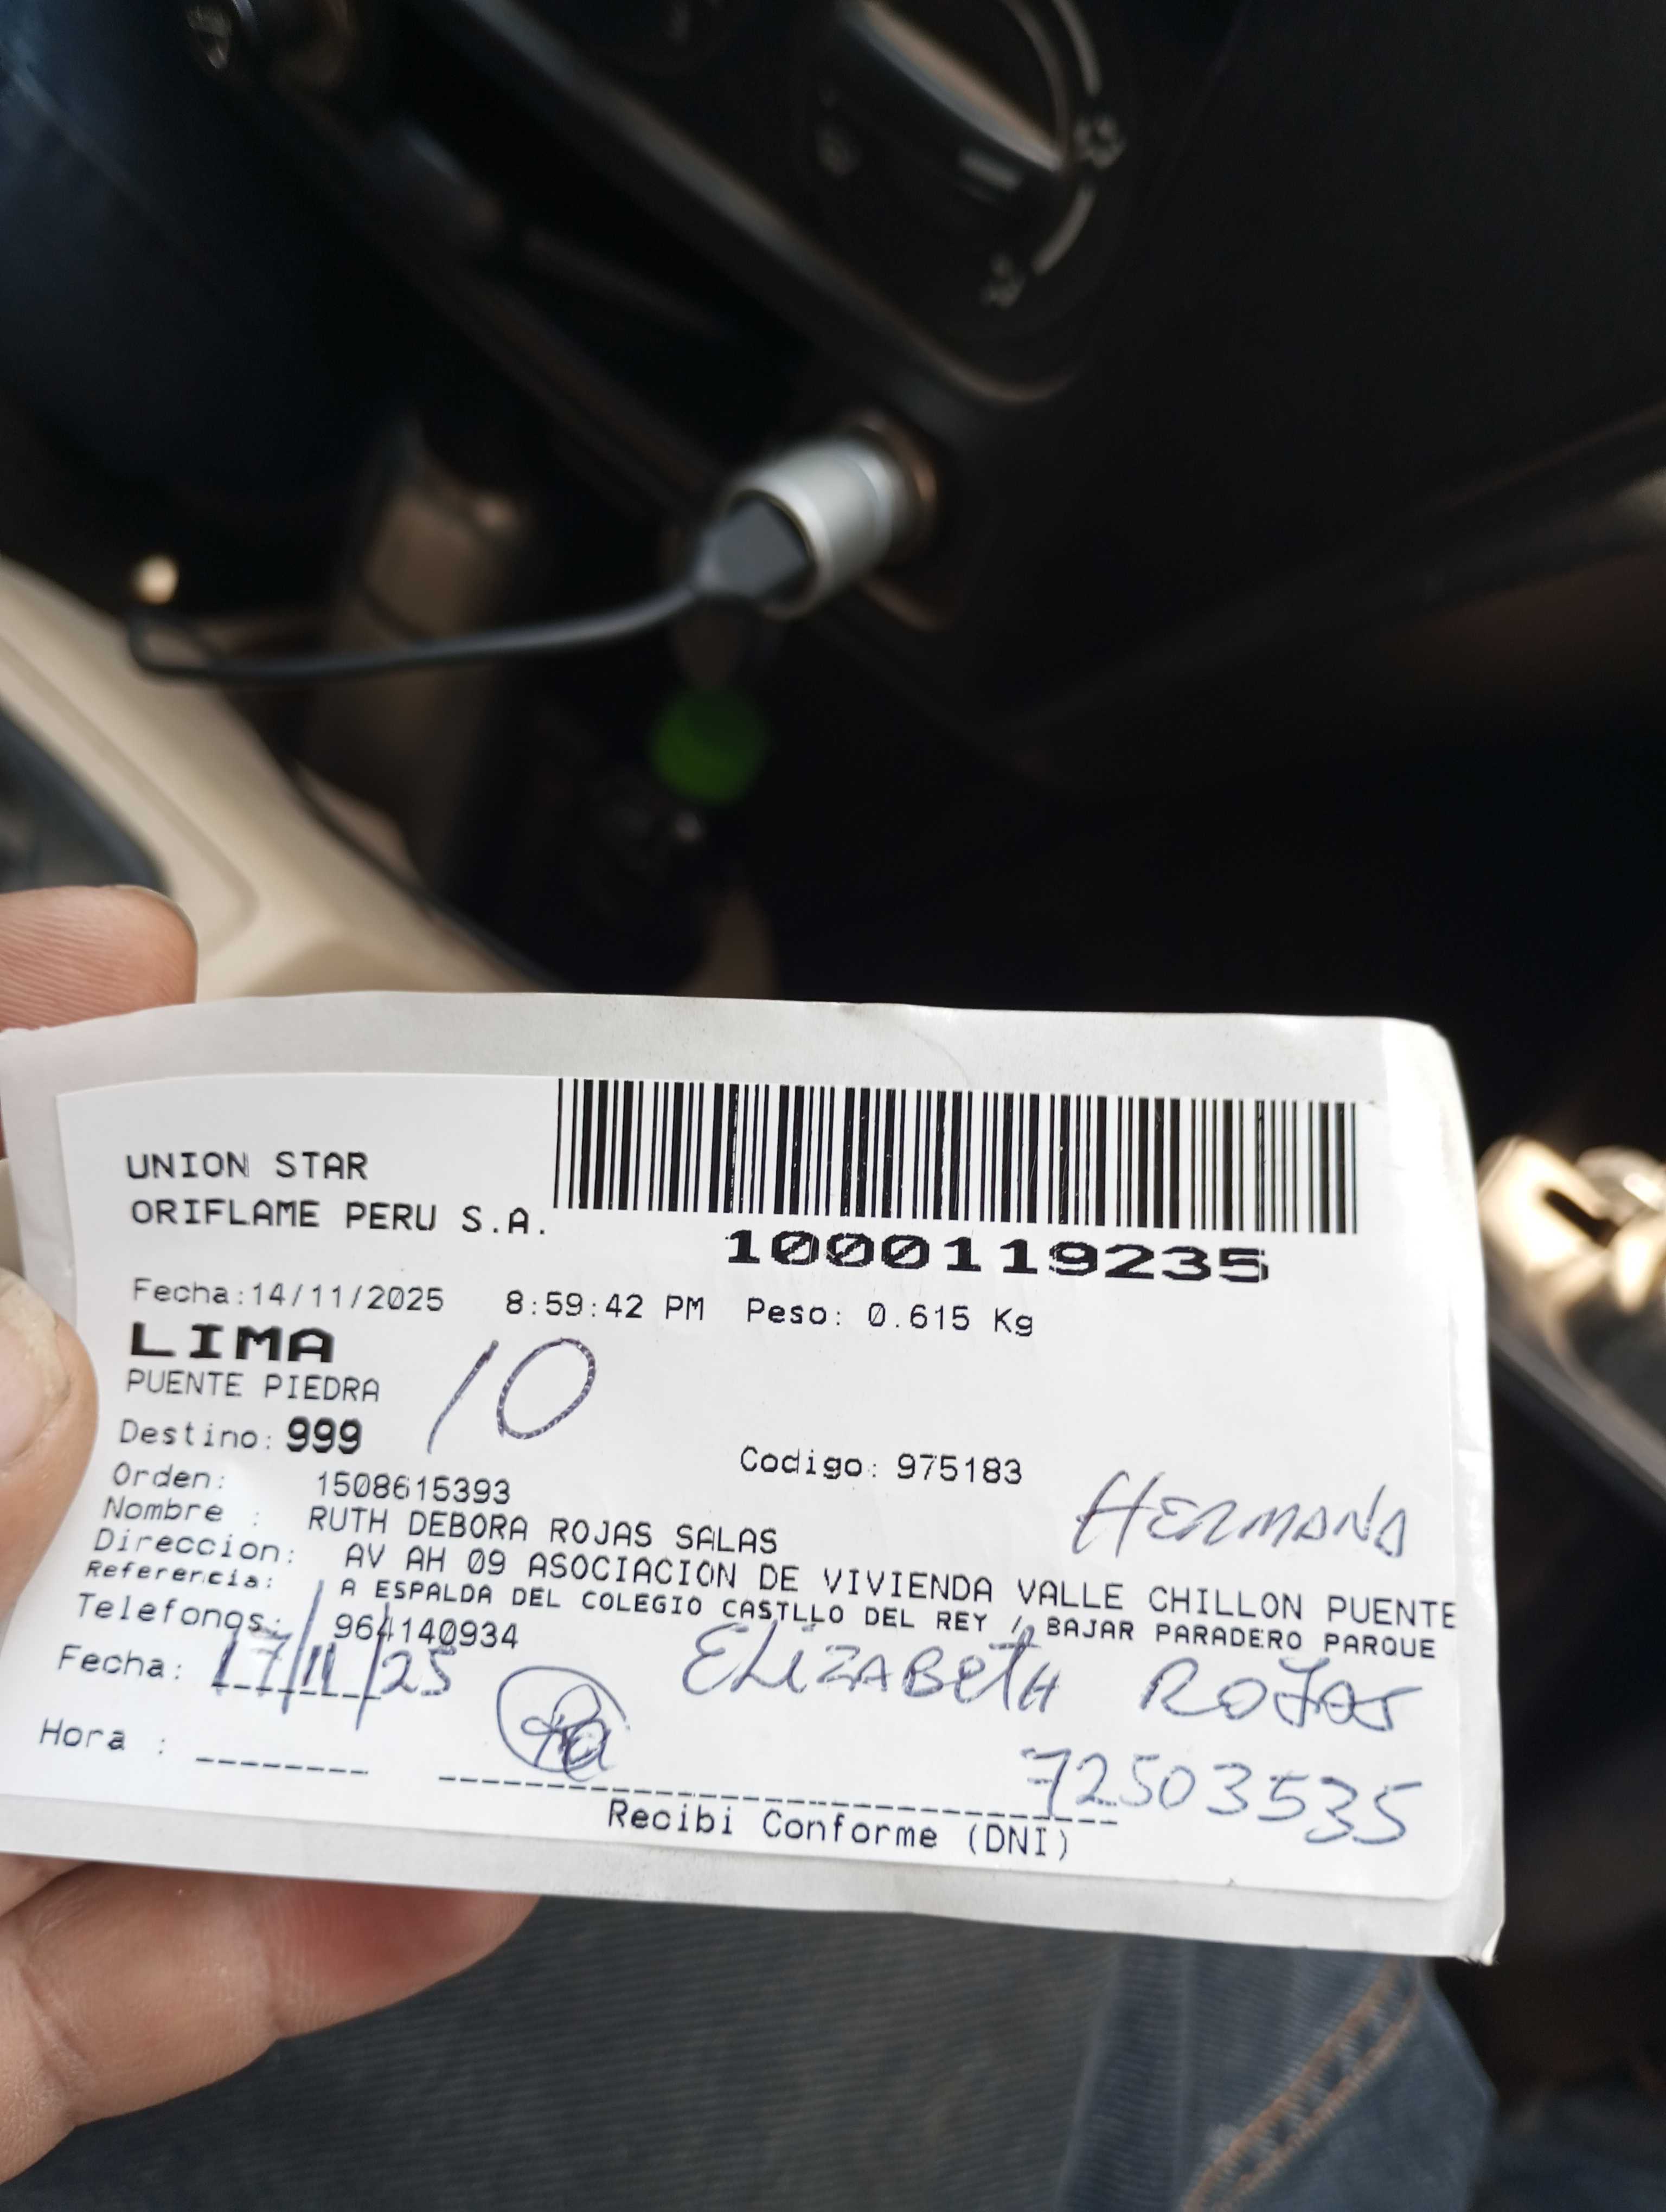 UNION STAR
ORIFLAME PERU S.A.
1000119235
Fecha:14/11/2025 8:59:42 PM Peso: 0.615 Kg
LIMA
PUENTE PIEDRA
10
Destino: 999
Codigo: 975183
Orden: 1508615393
HERMANA
Nombre : RUTH DEBORA ROJAS SALAS
Direccion: AV AH 09 ASOCIACION DE VIVIENDA VALLE CHILLON PUENTE
Referencia: A ESPALDA DEL COLEGIO CASTLLO DEL REY / BAJAR PARADERO PARQUE
Telefonos: 964140934
Fecha: 17/11/25
ELIZABETH ROJAS
Hora :
72503535
Recibi Conforme (DNI)